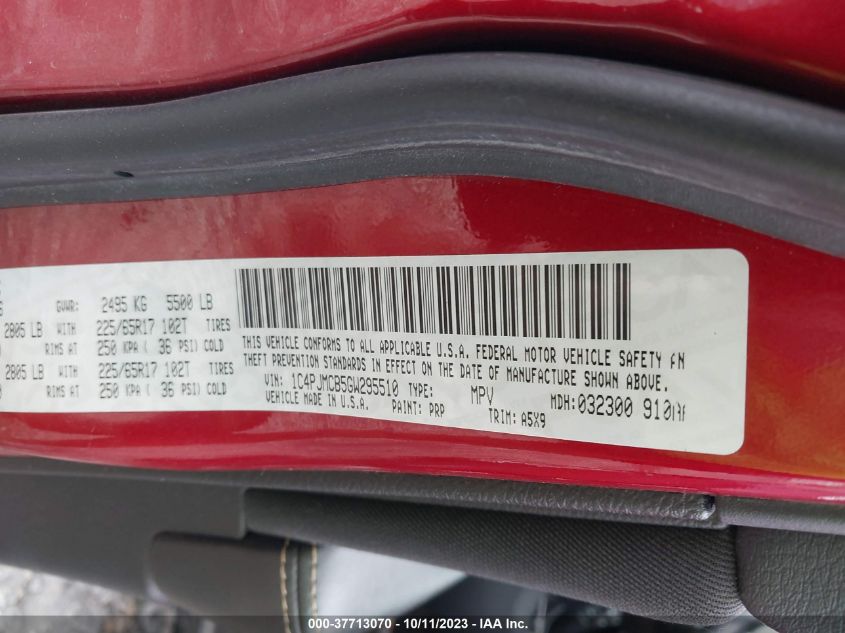 GVWR: 2495 KG 5500 LB
2805 LB WITH 225/65R17 102T TIRES
RIMS AT 250 KPA ( 36 PSI) COLD
2805 LB WITH 225/65R17 102T TIRES
RIMS AT 250 KPA ( 36 PSI) COLD
THIS VEHICLE CONFORMS TO ALL APPLICABLE U.S.A. FEDERAL MOTOR VEHICLE SAFETY
THEFT PREVENTION STANDARDS IN EFFECT ON THE DATE OF MANUFACTURE SHOWN ABOVE.
VIN: 1C4PJMCB5GW295510 TYPE: MPV MDH: 032300 910
VEHICLE MADE IN U.S.A. PAINT: PRP TRIM: A5X9
000-37713070 - 10/11/2023 - IAA Inc.